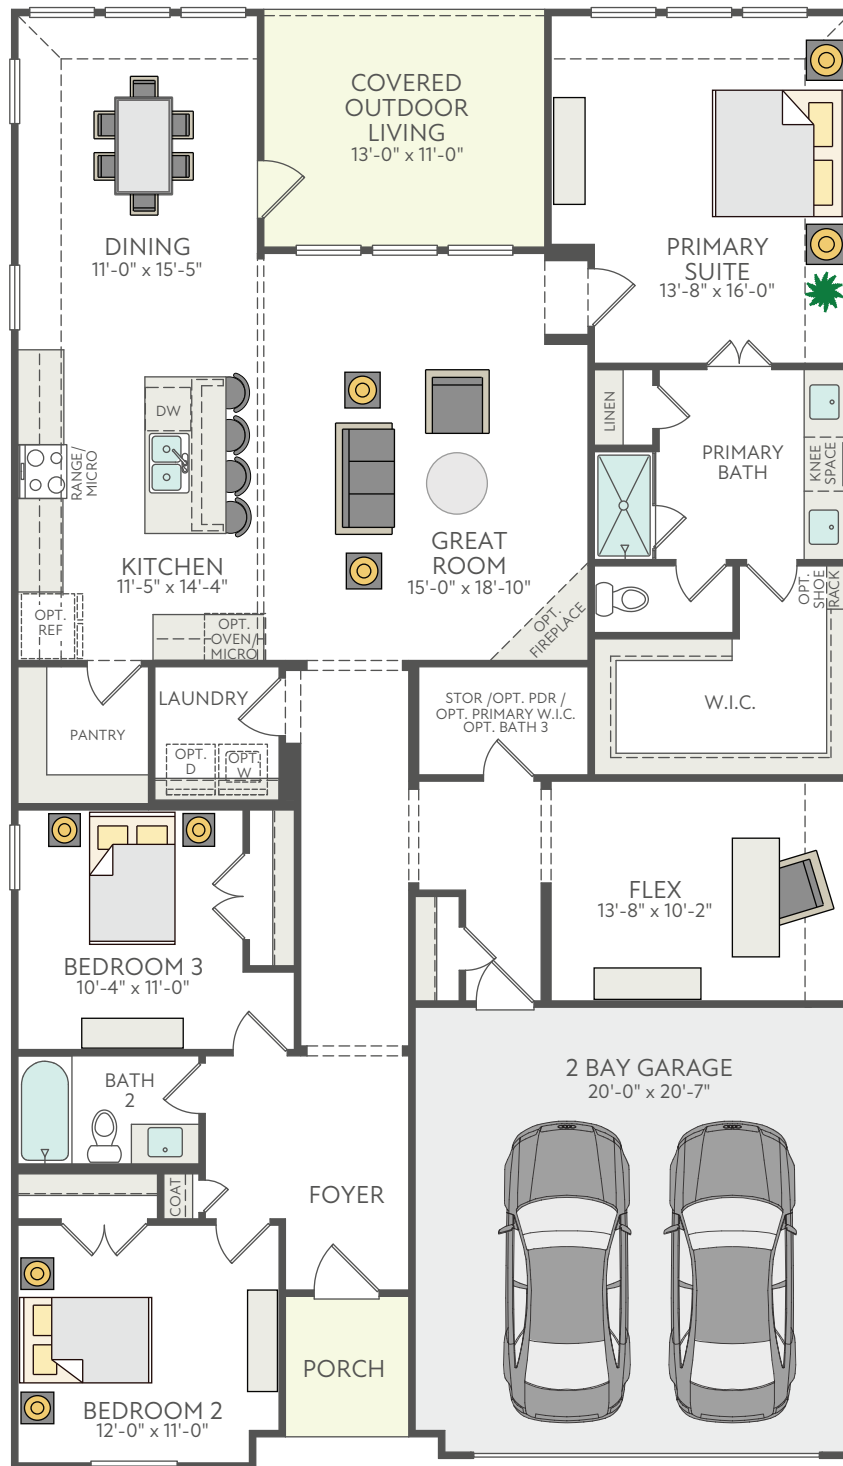 COVERED
OUTDOOR
LIVING
13'-0" x 11'-0"
DINING
11'-0" x 15'-5"
PRIMARY
SUITE
13'-8" x 16'-0"
DW
RANGE/
MICRO
LINEN
PRIMARY
BATH
KNEE
SPACE
KITCHEN
11'-5" x 14'-4"
GREAT
ROOM
15'-0" x 18'-10"
OPT.
REF
OPT.
OVEN/
MICRO
OPT.
FIREPLACE
OPT.
SHOE
RACK
PANTRY
LAUNDRY
OPT.
D
OPT.
W
STOR /OPT. PDR /
OPT. PRIMARY W.I.C.
OPT. BATH 3
W.I.C.
FLEX
13'-8" x 10'-2"
BEDROOM 3
10'-4" x 11'-0"
BATH
2
2 BAY GARAGE
20'-0" x 20'-7"
COAT
FOYER
PORCH
BEDROOM 2
12'-0" x 11'-0"